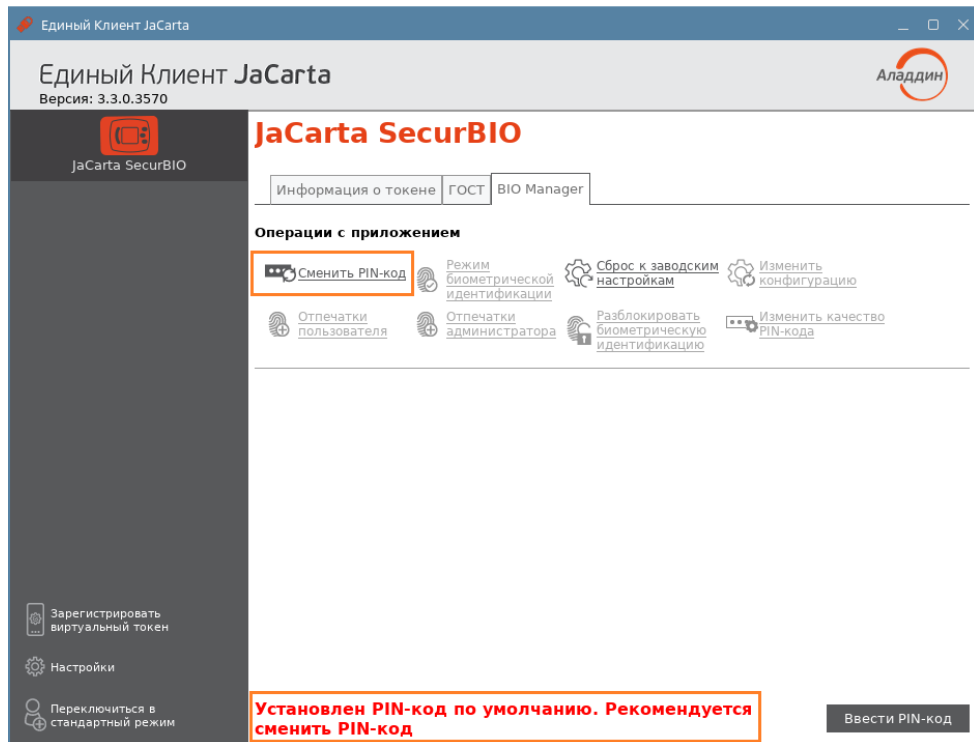 Единый Клиент JaCarta
Единый Клиент JaCarta
Версия: 3.3.0.3570
Аладдин
JaCarta SecurBIO
JaCarta SecurBIO
Информация о токене
ГОСТ
BIO Manager
Операции с приложением
Сменить PIN-код
Режим
биометрической
идентификации
Сброс к заводским
настройкам
Изменить
конфигурацию
Отпечатки
пользователя
Отпечатки
администратора
Разблокировать
биометрическую
идентификацию
Изменить качество
PIN-кода
Зарегистрировать
виртуальный токен
Настройки
Переключиться в
стандартный режим
Установлен PIN-код по умолчанию. Рекомендуется
сменить PIN-код
Ввести PIN-код